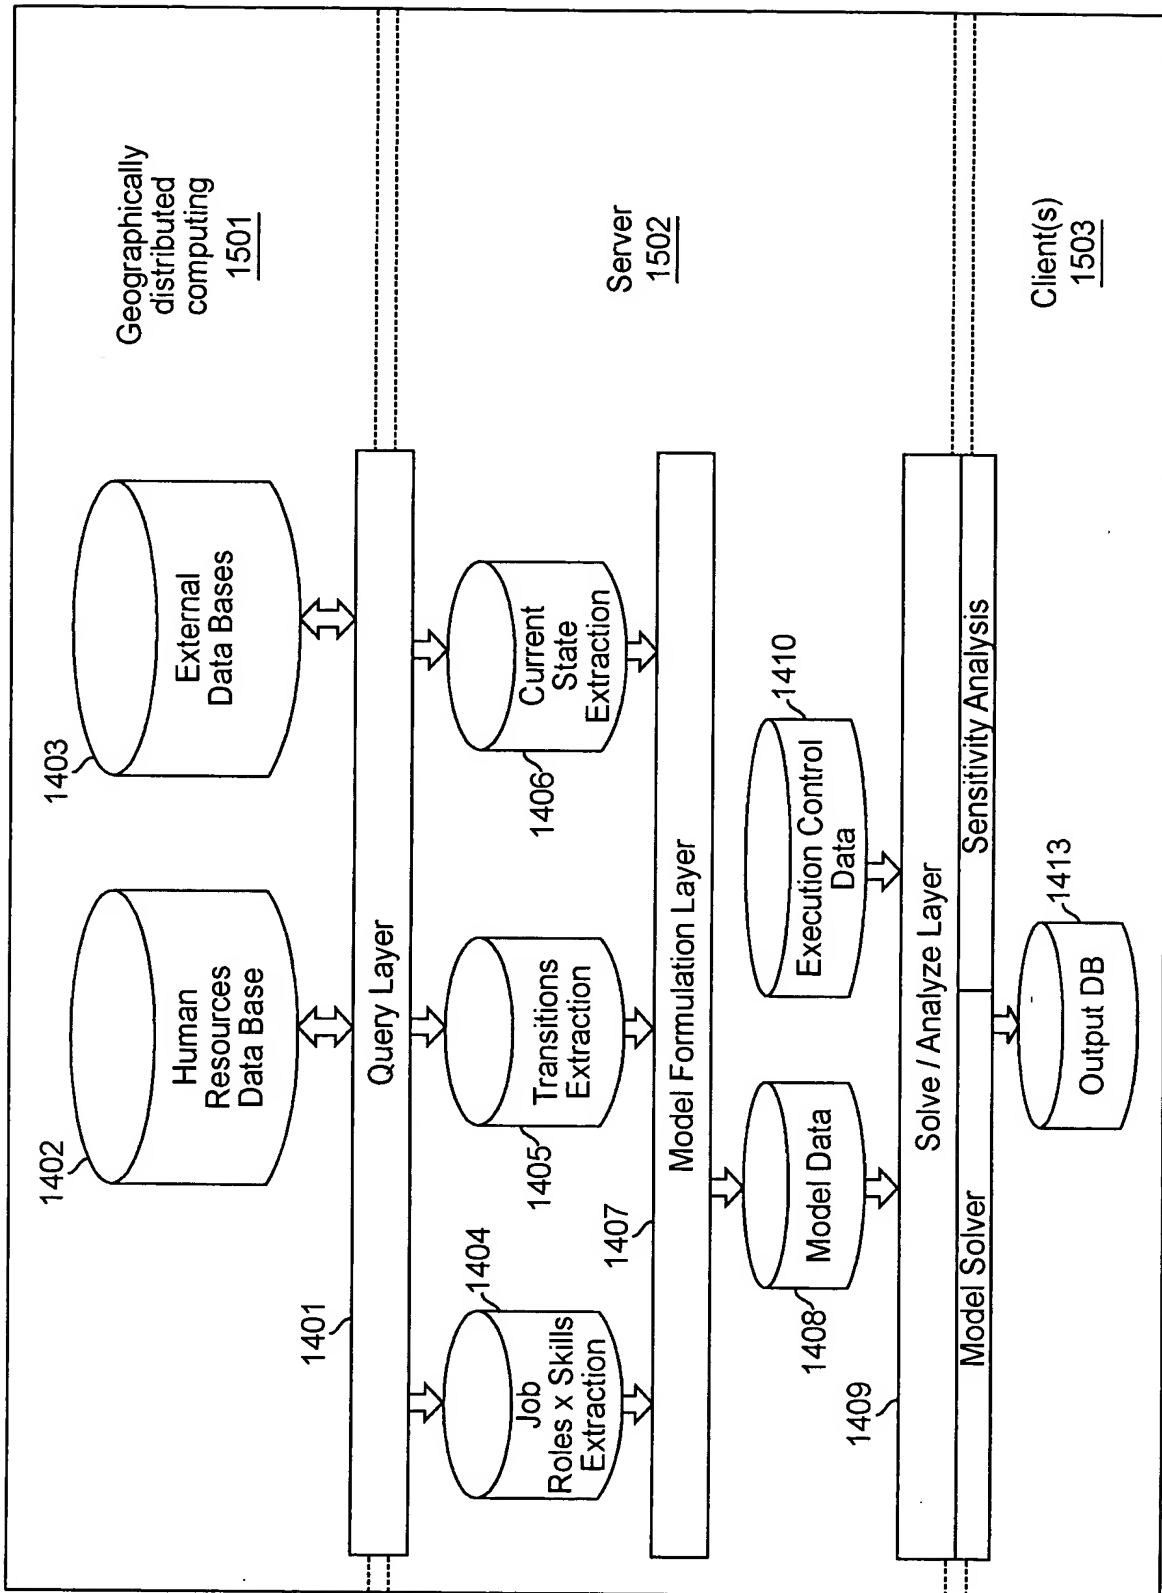 1402
Human
Resources
Data Base
1403
External
Data Bases
Geographically
distributed
computing
1501
1401
Query Layer
1404
Job
Roles x Skills
Extraction
1405
Transitions
Extraction
1406
Current
State
Extraction
Server
1502
1407
Model Formulation Layer
1408
Model Data
1410
Execution Control
Data
1409
Solve / Analyze Layer
Model Solver
Sensitivity Analysis
1413
Output DB
Client(s)
1503